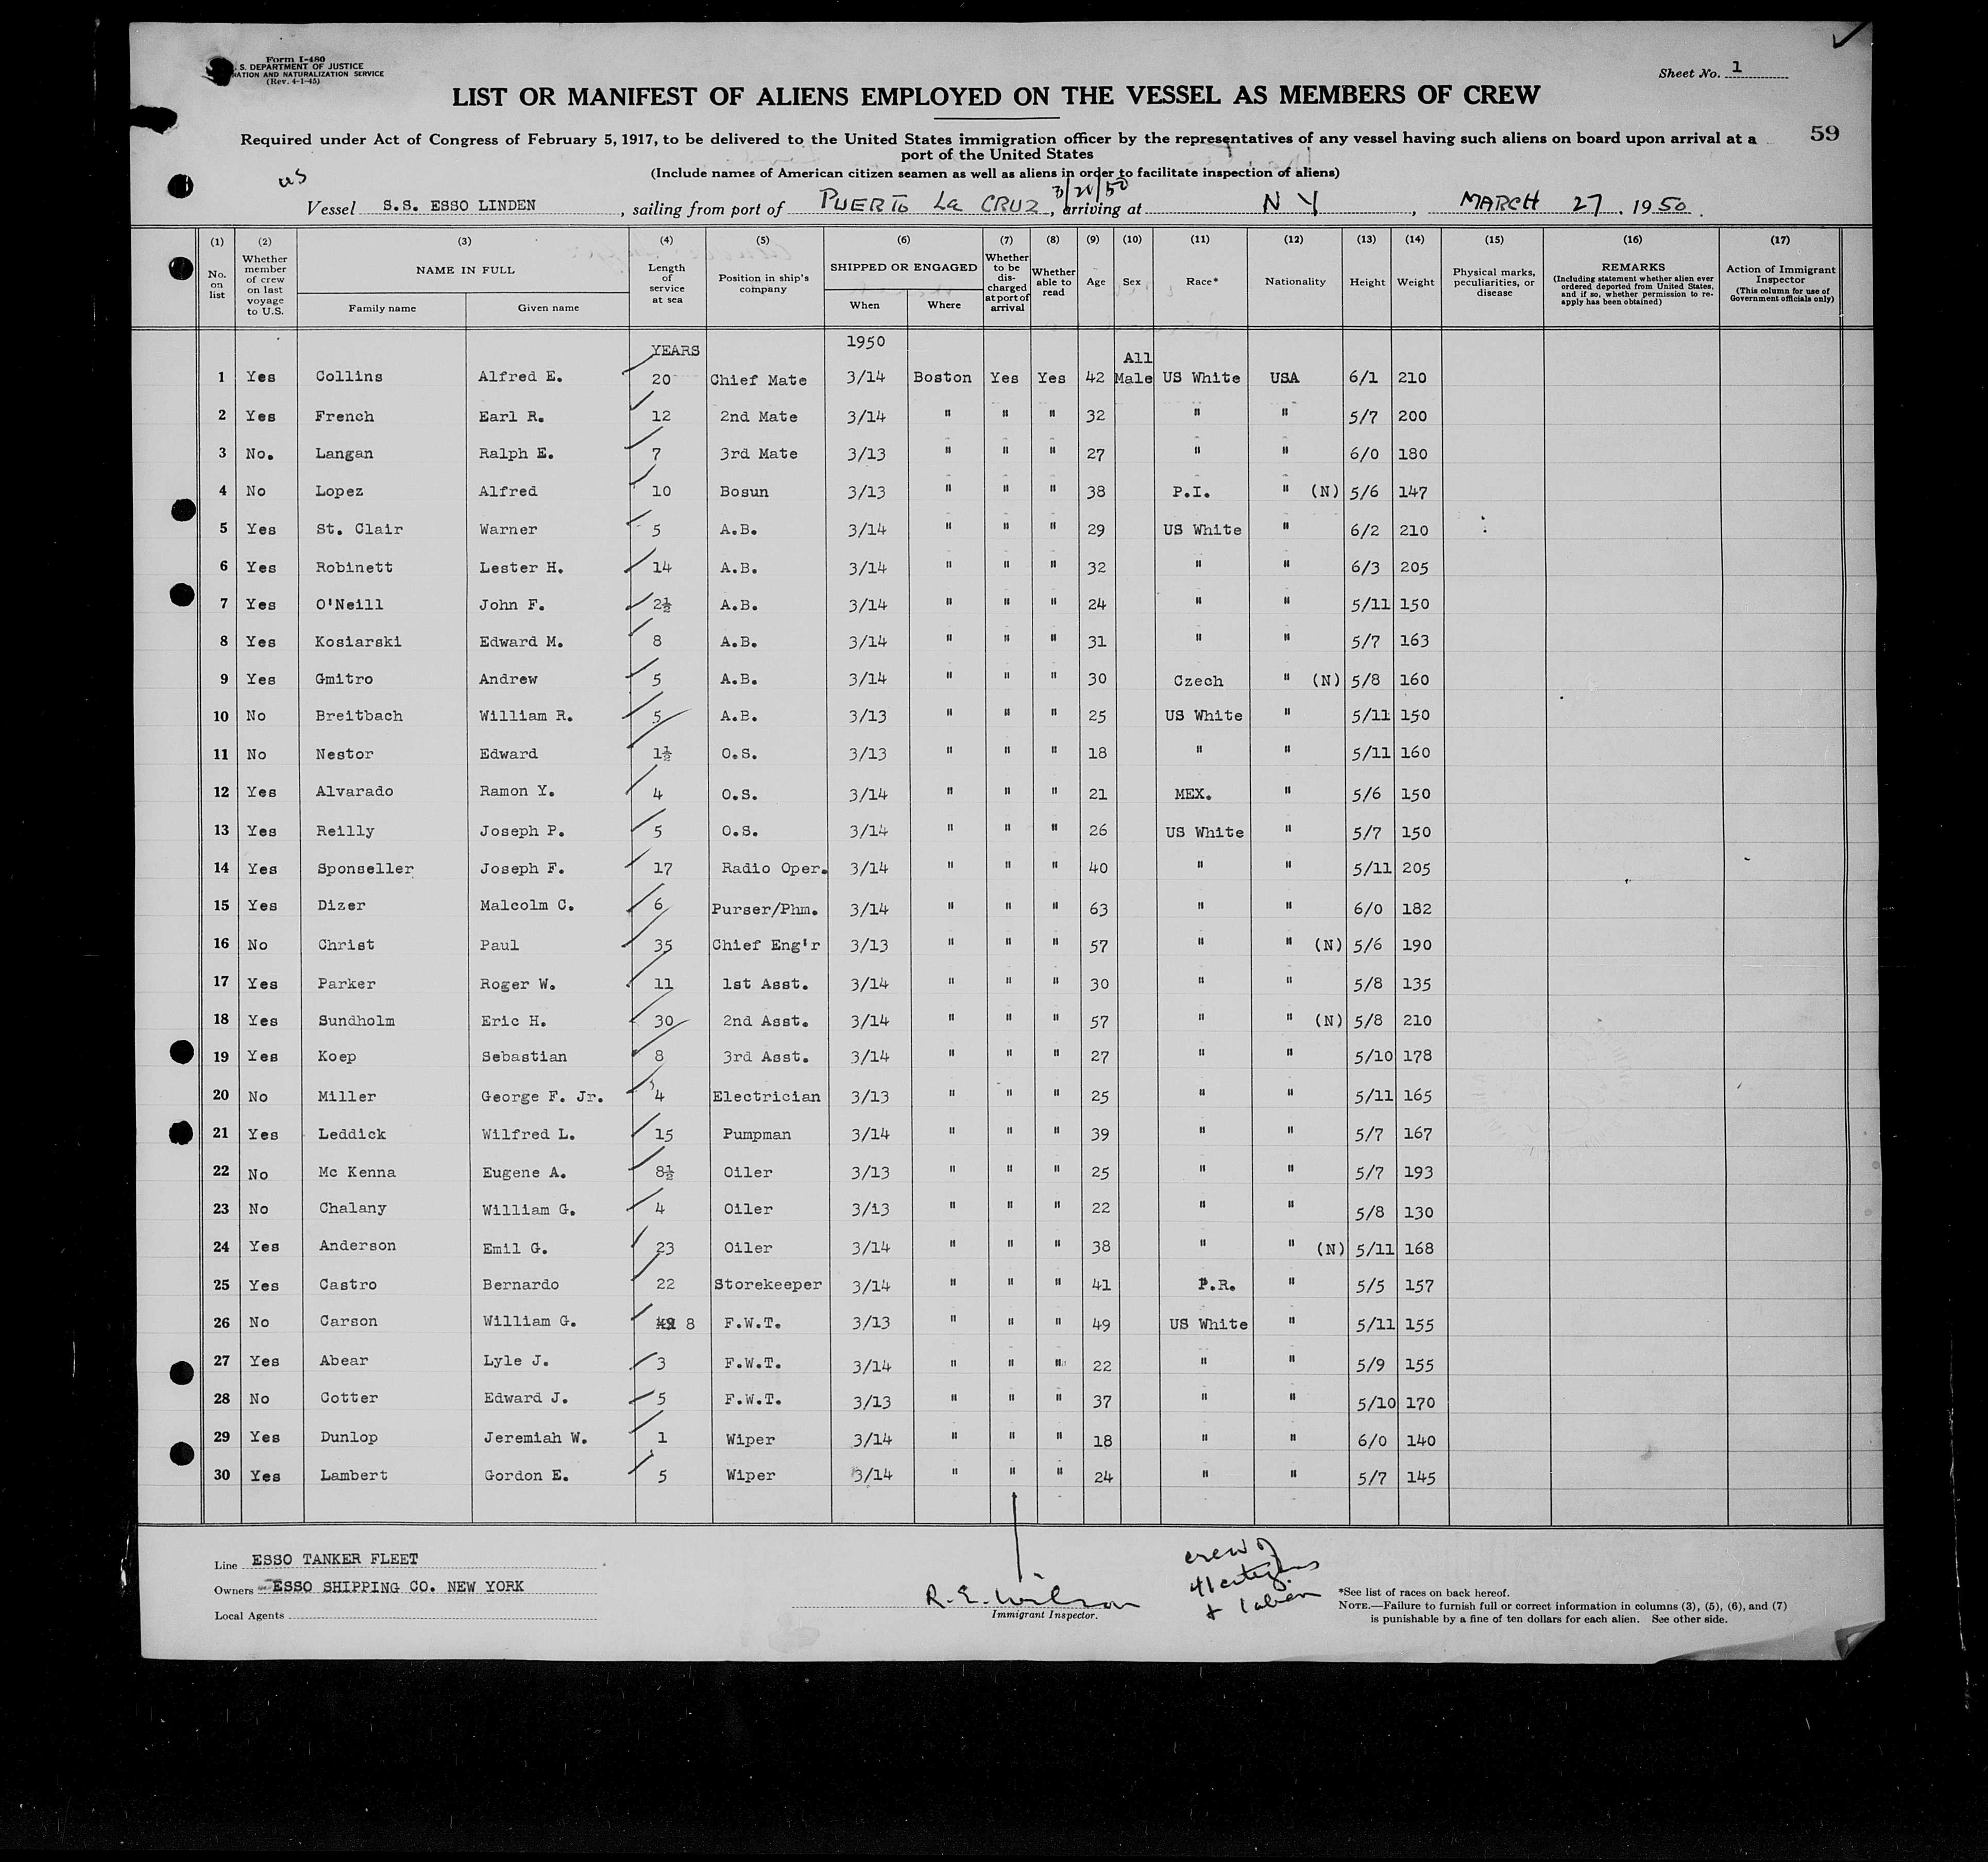 Form I-480
S. DEPARTMENT OF JUSTICE
NATURALIZATION SERVICE
(Rev. 4-1-45)
Sheet No. 1
LIST OR MANIFEST OF ALIENS EMPLOYED ON THE VESSEL AS MEMBERS OF CREW
59
Required under Act of Congress of February 5, 1917, to be delivered to the United States immigration officer by the representatives of any vessel having such aliens on board upon arrival at a
port of the United States
(Include names of American citizen seamen as well as aliens in order to facilitate inspection of aliens)
us
3/20/50
Vessel S.S. ESSO LINDEN, sailing from port of PUERTO La CRUZ, arriving at N Y, MARCH 27, 1950.
(1) (2) (3) (4) (5) (6) (7) (8) (9) (10) (11) (12) (13) (14) (15) (16) (17)
No. on list
Whether member of crew on last voyage to U.S.
NAME IN FULL
Family name
Given name
Length of service at sea
Position in ship's company
SHIPPED OR ENGAGED
When
Where
Whether to be discharged at port of arrival
Whether able to read
Age
Sex
Race*
Nationality
Height
Weight
Physical marks, peculiarities, or disease
REMARKS
(Including statement whether alien ever ordered deported from United States, and if so, whether permission to reapply has been obtained)
Action of Immigrant Inspector
(This column for use of Government officials only)
YEARS 1950 All
1 Yes Collins Alfred E. 20 Chief Mate 3/14 Boston Yes Yes 42 Male US White USA 6/1 210
2 Yes French Earl R. 12 2nd Mate 3/14 " " " 32 " " 5/7 200
3 No. Langan Ralph E. 7 3rd Mate 3/13 " " " 27 " " 6/0 180
4 No Lopez Alfred 10 Bosun 3/13 " " " 38 P.I. " (N) 5/6 147
5 Yes St. Clair Warner 5 A.B. 3/14 " " " 29 US White " 6/2 210
6 Yes Robinett Lester H. 14 A.B. 3/14 " " " 32 " " 6/3 205
7 Yes O'Neill John F. 2½ A.B. 3/14 " " " 24 " " 5/11 150
8 Yes Kosiarski Edward M. 8 A.B. 3/14 " " " 31 " " 5/7 163
9 Yes Gmitro Andrew 5 A.B. 3/14 " " " 30 Czech " (N) 5/8 160
10 No Breitbach William R. 5 A.B. 3/13 " " " 25 US White " 5/11 150
11 No Nestor Edward 1½ O.S. 3/13 " " " 18 " " 5/11 160
12 Yes Alvarado Ramon Y. 4 O.S. 3/14 " " " 21 MEX. " 5/6 150
13 Yes Reilly Joseph P. 5 O.S. 3/14 " " " 26 US White " 5/7 150
14 Yes Sponseller Joseph F. 17 Radio Oper. 3/14 " " " 40 " " 5/11 205
15 Yes Dizer Malcolm C. 6 Purser/Phm. 3/14 " " " 63 " " 6/0 182
16 No Christ Paul 35 Chief Eng'r 3/13 " " " 57 " " (N) 5/6 190
17 Yes Parker Roger W. 11 1st Asst. 3/14 " " " 30 " " 5/8 135
18 Yes Sundholm Eric H. 30 2nd Asst. 3/14 " " " 57 " " (N) 5/8 210
19 Yes Koep Sebastian 8 3rd Asst. 3/14 " " " 27 " " 5/10 178
20 No Miller George F. Jr. 4 Electrician 3/13 " " " 25 " " 5/11 165
21 Yes Leddick Wilfred L. 15 Pumpman 3/14 " " " 39 " " 5/7 167
22 No Mc Kenna Eugene A. 8½ Oiler 3/13 " " " 25 " " 5/7 193
23 No Chalany William G. 4 Oiler 3/13 " " " 22 " " 5/8 130
24 Yes Anderson Emil G. 23 Oiler 3/14 " " " 38 " " (N) 5/11 168
25 Yes Castro Bernardo 22 Storekeeper 3/14 " " " 41 P.R. " 5/5 157
26 No Carson William G. 8 F.W.T. 3/13 " " " 49 US White " 5/11 155
27 Yes Abear Lyle J. 3 F.W.T. 3/14 " " " 22 " " 5/9 155
28 No Cotter Edward J. 5 F.W.T. 3/13 " " " 37 " " 5/10 170
29 Yes Dunlop Jeremiah W. 1 Wiper 3/14 " " " 18 " " 6/0 140
30 Yes Lambert Gordon E. 5 Wiper 3/14 " " " 24 " " 5/7 145
Line ESSO TANKER FLEET
Owners ESSO SHIPPING CO. NEW YORK
Local Agents
R. E. Wilson
Immigrant Inspector.
crew of
41 citizens
+ 1 alien
*See list of races on back hereof.
NOTE.—Failure to furnish full or correct information in columns (3), (5), (6), and (7)
is punishable by a fine of ten dollars for each alien. See other side.